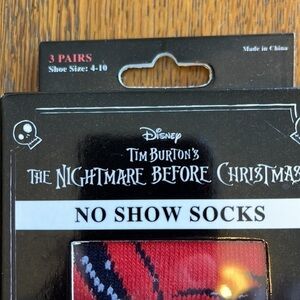 3 PAIRS
Made in China
Shoe Size: 4-10
Disney
TIM BURTON'S
THE NIGHTMARE BEFORE CHRISTMAS
NO SHOW SOCKS